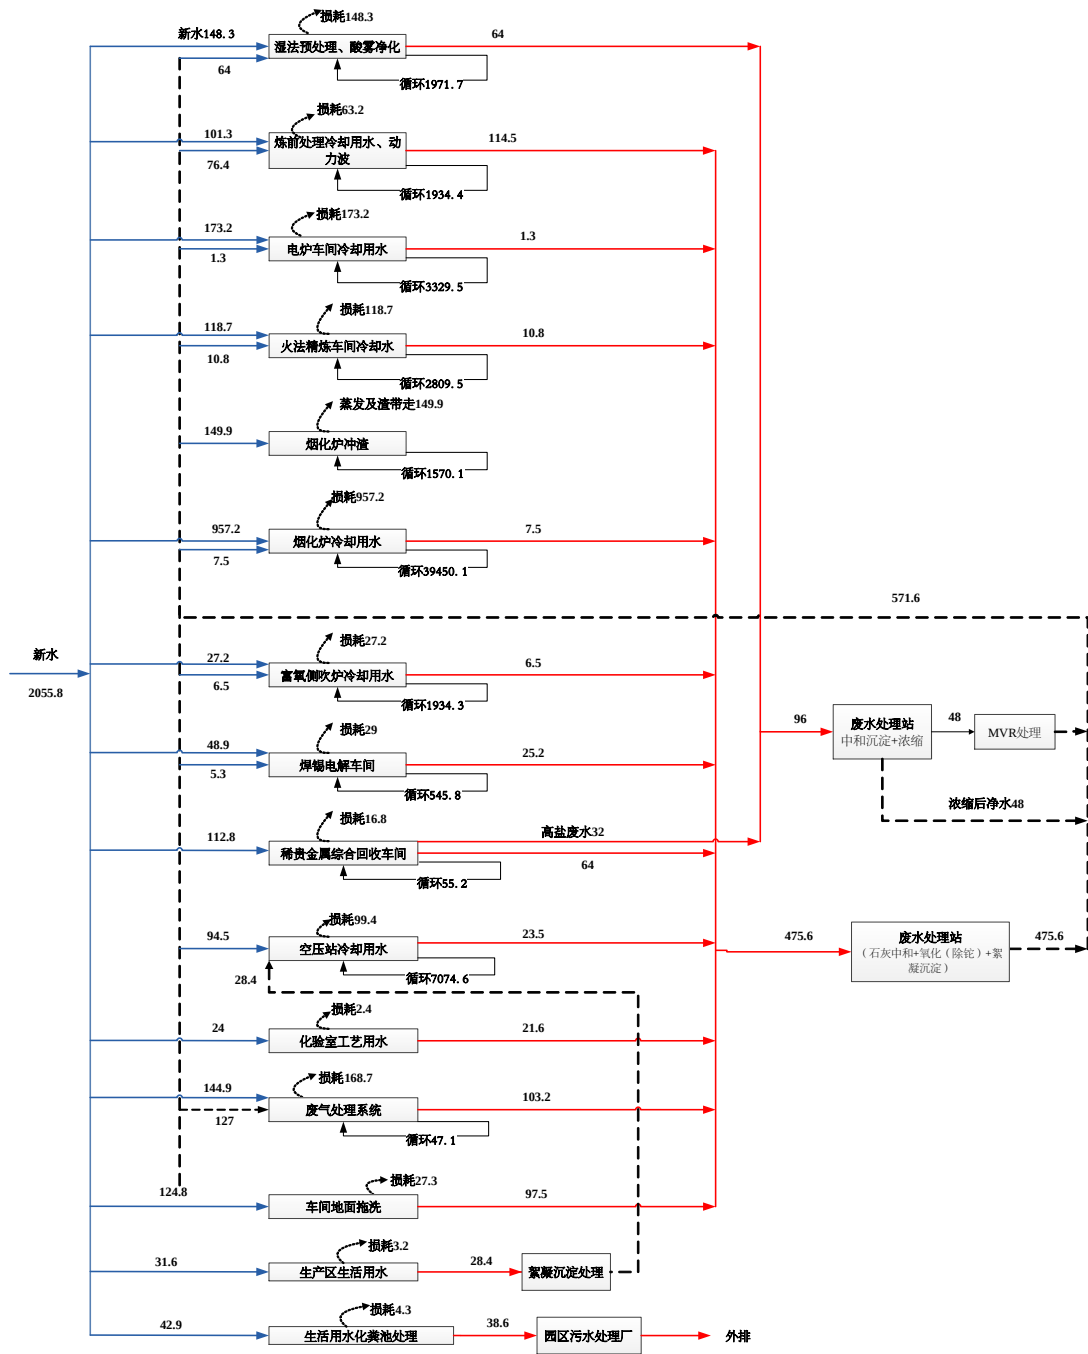 损耗148.3
新水148.3
湿法预处理、酸雾净化
64
64
循环1971.7
损耗63.2
101.3
炼前处理冷却用水、动
力波
114.5
76.4
循环1934.4
损耗173.2
173.2
电炉车间冷却用水
1.3
1.3
循环3329.5
损耗118.7
118.7
火法精炼车间冷却水
10.8
10.8
循环2809.5
蒸发及渣带走149.9
149.9
烟化炉冲渣
循环1570.1
损耗957.2
957.2
烟化炉冷却用水
7.5
7.5
循环39450.1
571.6
新水
2055.8
损耗27.2
27.2
富氧侧吹炉冷却用水
6.5
6.5
循环1934.3
96
废水处理站
中和沉淀+浓缩
48
MVR处理
损耗29
48.9
焊锡电解车间
25.2
5.3
循环545.8
浓缩后净水48
损耗16.8
112.8
稀贵金属综合回收车间
高盐废水32
64
循环55.2
损耗99.4
94.5
空压站冷却用水
23.5
28.4
循环7074.6
475.6
废水处理站
（石灰中和+氧化（除铊）+絮
凝沉淀）
475.6
损耗2.4
24
化验室工艺用水
21.6
损耗168.7
144.9
废气处理系统
103.2
127
循环47.1
损耗27.3
124.8
车间地面拖洗
97.5
损耗3.2
31.6
生产区生活用水
28.4
絮凝沉淀处理
损耗4.3
42.9
生活用水化粪池处理
38.6
园区污水处理厂
外排